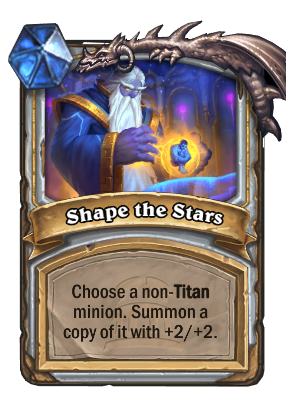 Shape the Stars
Choose a non-Titan
minion. Summon a
copy of it with +2/+2.